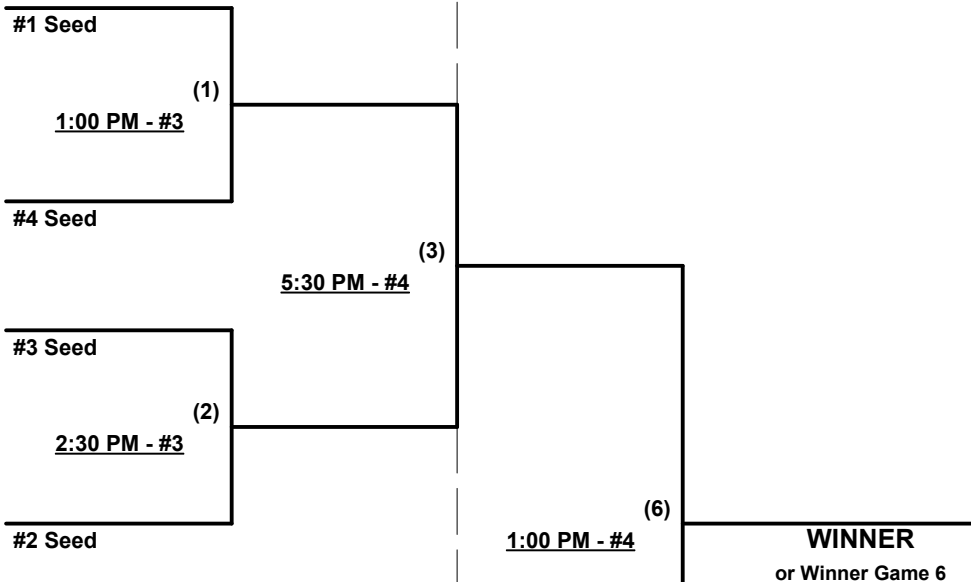 #1 Seed
(1)
1:00 PM - #3
#4 Seed
(3)
5:30 PM - #4
#3 Seed
(2)
2:30 PM - #3
#2 Seed
(6)
1:00 PM - #4
WINNER
or Winner Game 6